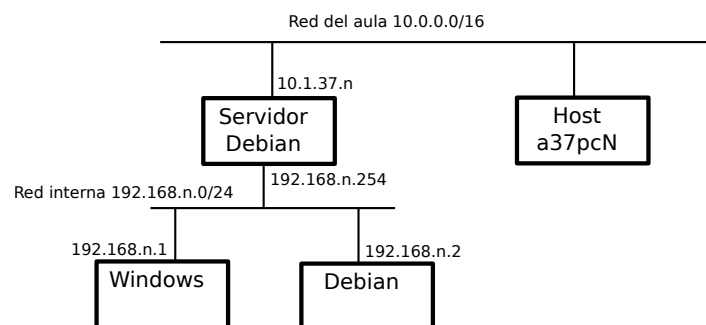 Red del aula 10.0.0.0/16
10.1.37.n
Servidor
Debian
Host
a37pcN
192.168.n.254
Red interna 192.168.n.0/24
192.168.n.1
192.168.n.2
Windows
Debian